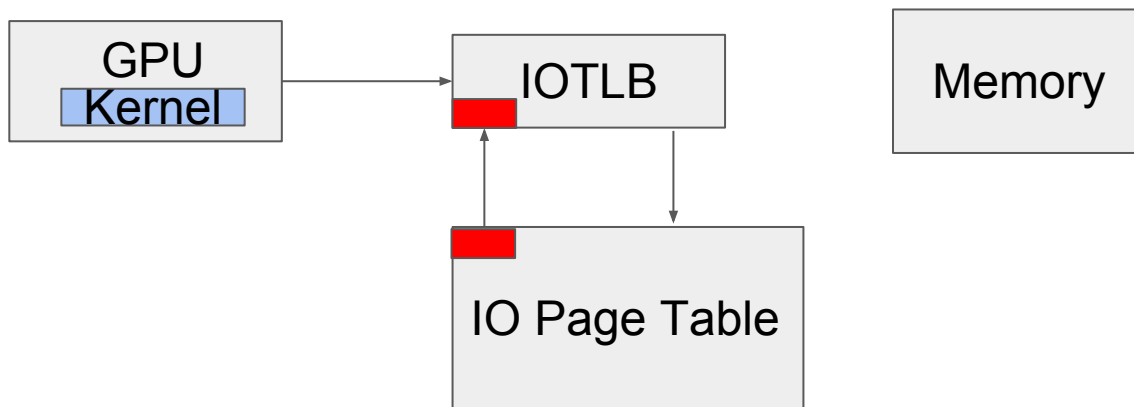 GPU
Kernel
IOTLB
Memory
IO Page Table